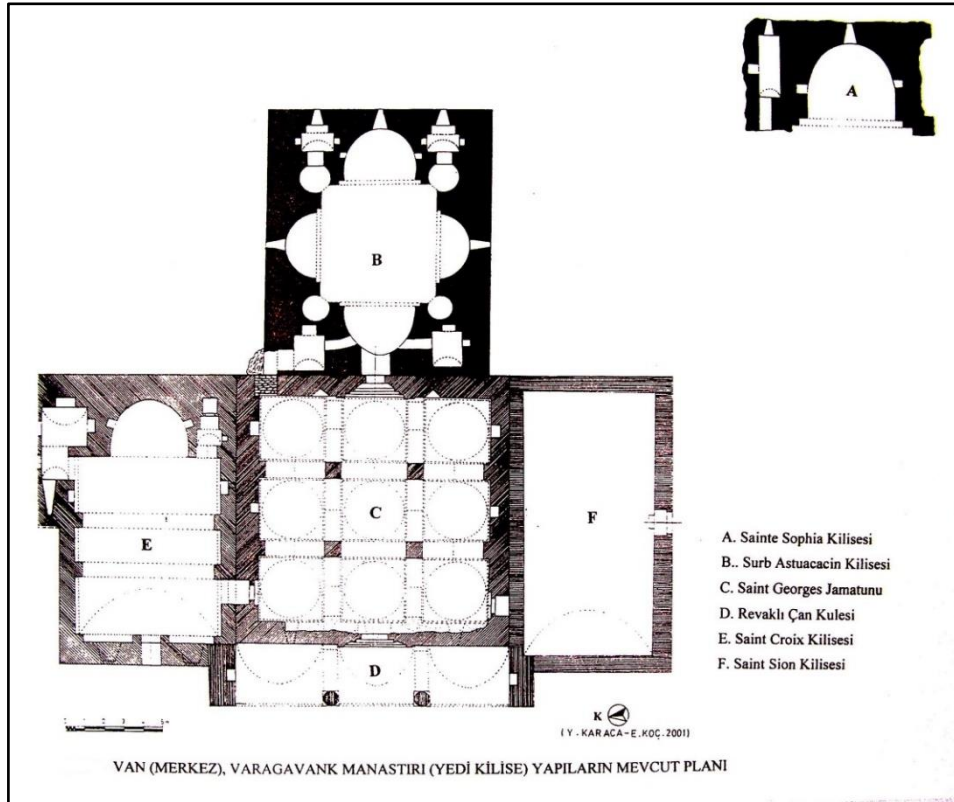 A
B
C
E
F
D
A. Sainte Sophia Kilisesi
B.. Surb Astuacacin Kilisesi
C. Saint Georges Jamatunu
D. Revaklı Çan Kulesi
E. Saint Croix Kilisesi
F. Saint Sion Kilisesi
K
(Y. KARACA-E.KOÇ.2001)
VAN (MERKEZ), VARAGAVANK MANASTIRI (YEDİ KİLİSE) YAPILARIN MEVCUT PLANI